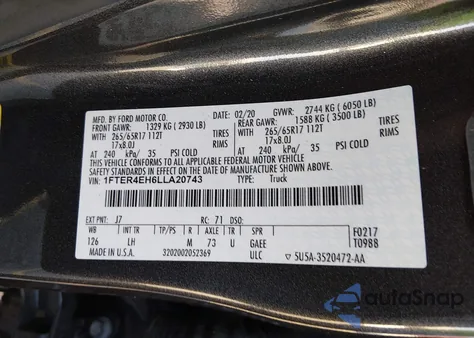 MFD. BY FORD MOTOR CO. 02/20 GVWR: 2744 KG ( 6050 LB)
FRONT GAWR: 1329 KG ( 2930 LB) REAR GAWR: 1588 KG ( 3500 LB)
265/65R17 112T WITH TIRES 265/65R17 112T WITH TIRES
17x8.0J RIMS 17x8.0J RIMS
AT 240 kPa/ 35 PSI COLD AT 240 kPa/ 35 PSI COLD
THIS VEHICLE CONFORMS TO ALL APPLICABLE FEDERAL MOTOR VEHICLE
SAFETY STANDARDS IN EFFECT ON THE DATE OF MANUFACTURE SHOWN ABOVE.
VIN: 1FTER4EH6LLA20743 TYPE: Truck
EXT PNT: J7 RC: 71 DSO: F0217
WB INT TR TP/PS R AXLE TR SPR T0988
126 LH M 73 U GAEE
MADE IN U.S.A. 3202002052369 ULC 5U5A-3520472-AA
autoSnap